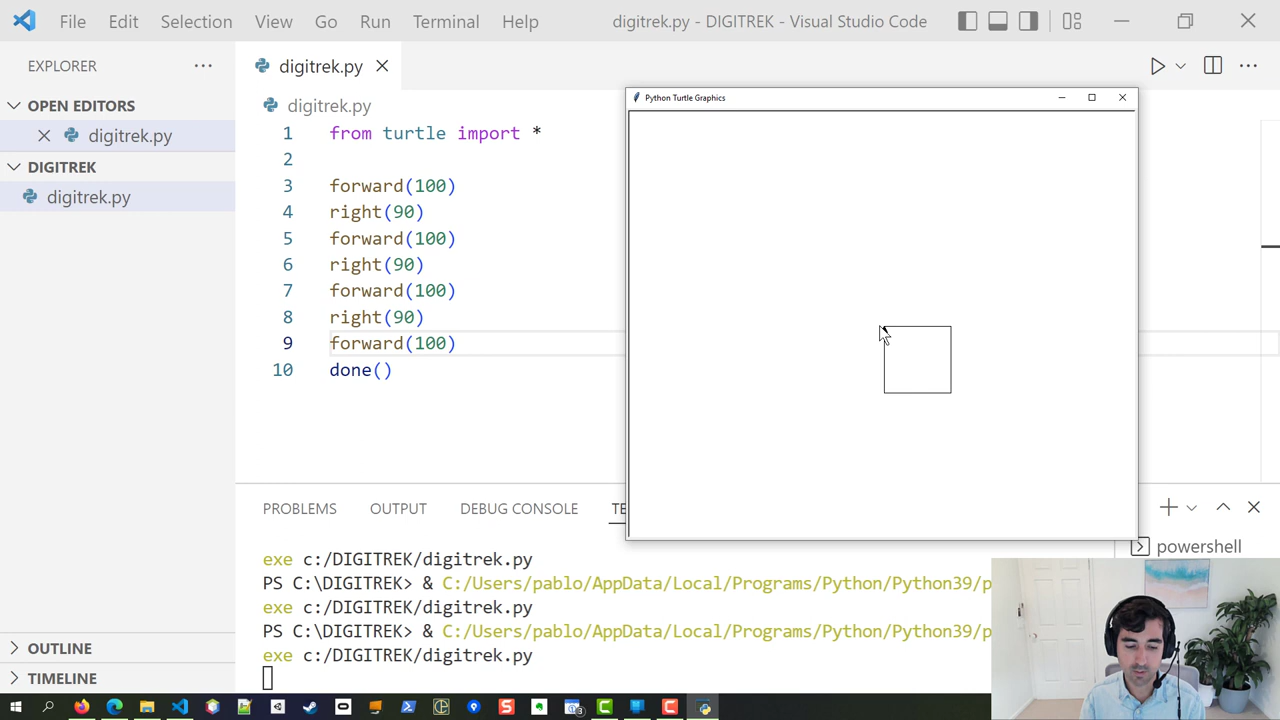 File Edit Selection View Go Run Terminal Help digitrek.py - DIGITREK - Visual Studio Code
EXPLORER
digitrek.py
OPEN EDITORS
digitrek.py
DIGITREK
digitrek.py
digitrek.py
1 from turtle import *
2
3 forward(100)
4 right(90)
5 forward(100)
6 right(90)
7 forward(100)
8 right(90)
9 forward(100)
10 done()
Python Turtle Graphics
PROBLEMS OUTPUT DEBUG CONSOLE
powershell
exe c:/DIGITREK/digitrek.py
PS C:\DIGITREK> & C:/Users/pablo/AppData/Local/Programs/Python/Python39/p
exe c:/DIGITREK/digitrek.py
PS C:\DIGITREK> & C:/Users/pablo/AppData/Local/Programs/Python/Python39/p
exe c:/DIGITREK/digitrek.py
OUTLINE
TIMELINE